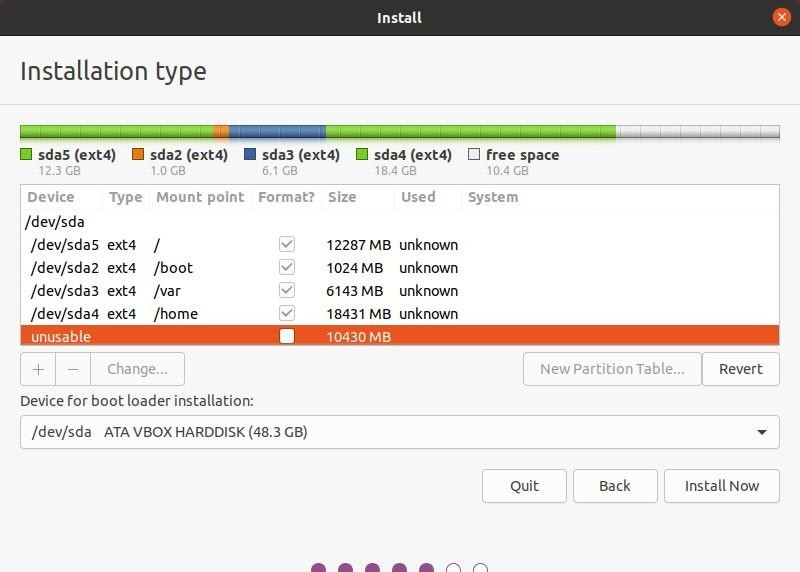 Install
Installation type
sda5 (ext4) sda2 (ext4) sda3 (ext4) sda4 (ext4) free space
12.3 GB 1.0 GB 6.1 GB 18.4 GB 10.4 GB
Device Type Mount point Format? Size Used System
/dev/sda
/dev/sda5 ext4 / 12287 MB unknown
/dev/sda2 ext4 /boot 1024 MB unknown
/dev/sda3 ext4 /var 6143 MB unknown
/dev/sda4 ext4 /home 18431 MB unknown
unusable 10430 MB
+ − Change... New Partition Table... Revert
Device for boot loader installation:
/dev/sda ATA VBOX HARDDISK (48.3 GB)
Quit Back Install Now